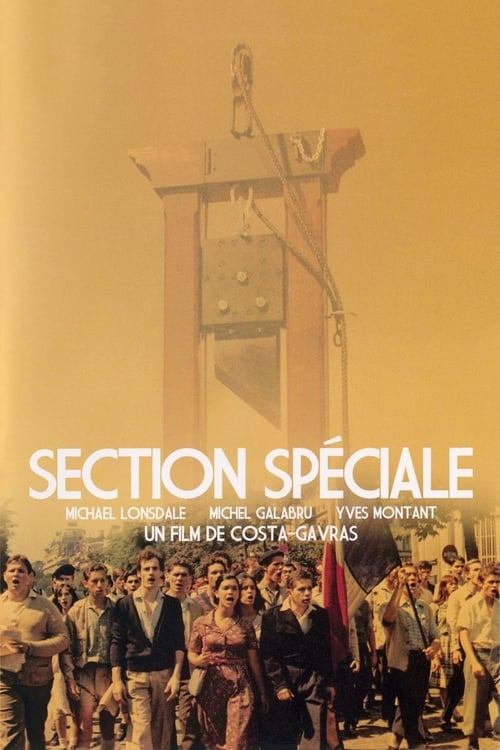 SECTION SPÉCIALE
MICHAEL LONSDALE MICHEL GALABRU YVES MONTANT
UN FILM DE COSTA-GAVRAS